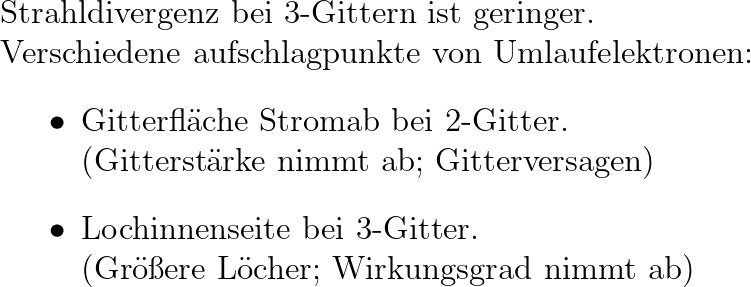 Strahldivergenz bei 3-Gittern ist geringer.
Verschiedene aufschlagpunkte von Umlaufelektronen:
• Gitterfläche Stromab bei 2-Gitter.
(Gitterstärke nimmt ab; Gitterversagen)
• Lochinnenseite bei 3-Gitter.
(Größere Löcher; Wirkungsgrad nimmt ab)